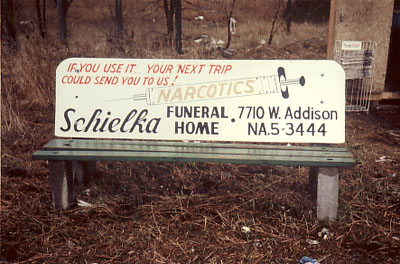 IF, YOU USE IT.. YOUR NEXT TRIP
COULD SEND YOU TO US!
NARCOTICS
Schielka FUNERAL HOME • 7710 W. Addison
NA. 5-3444